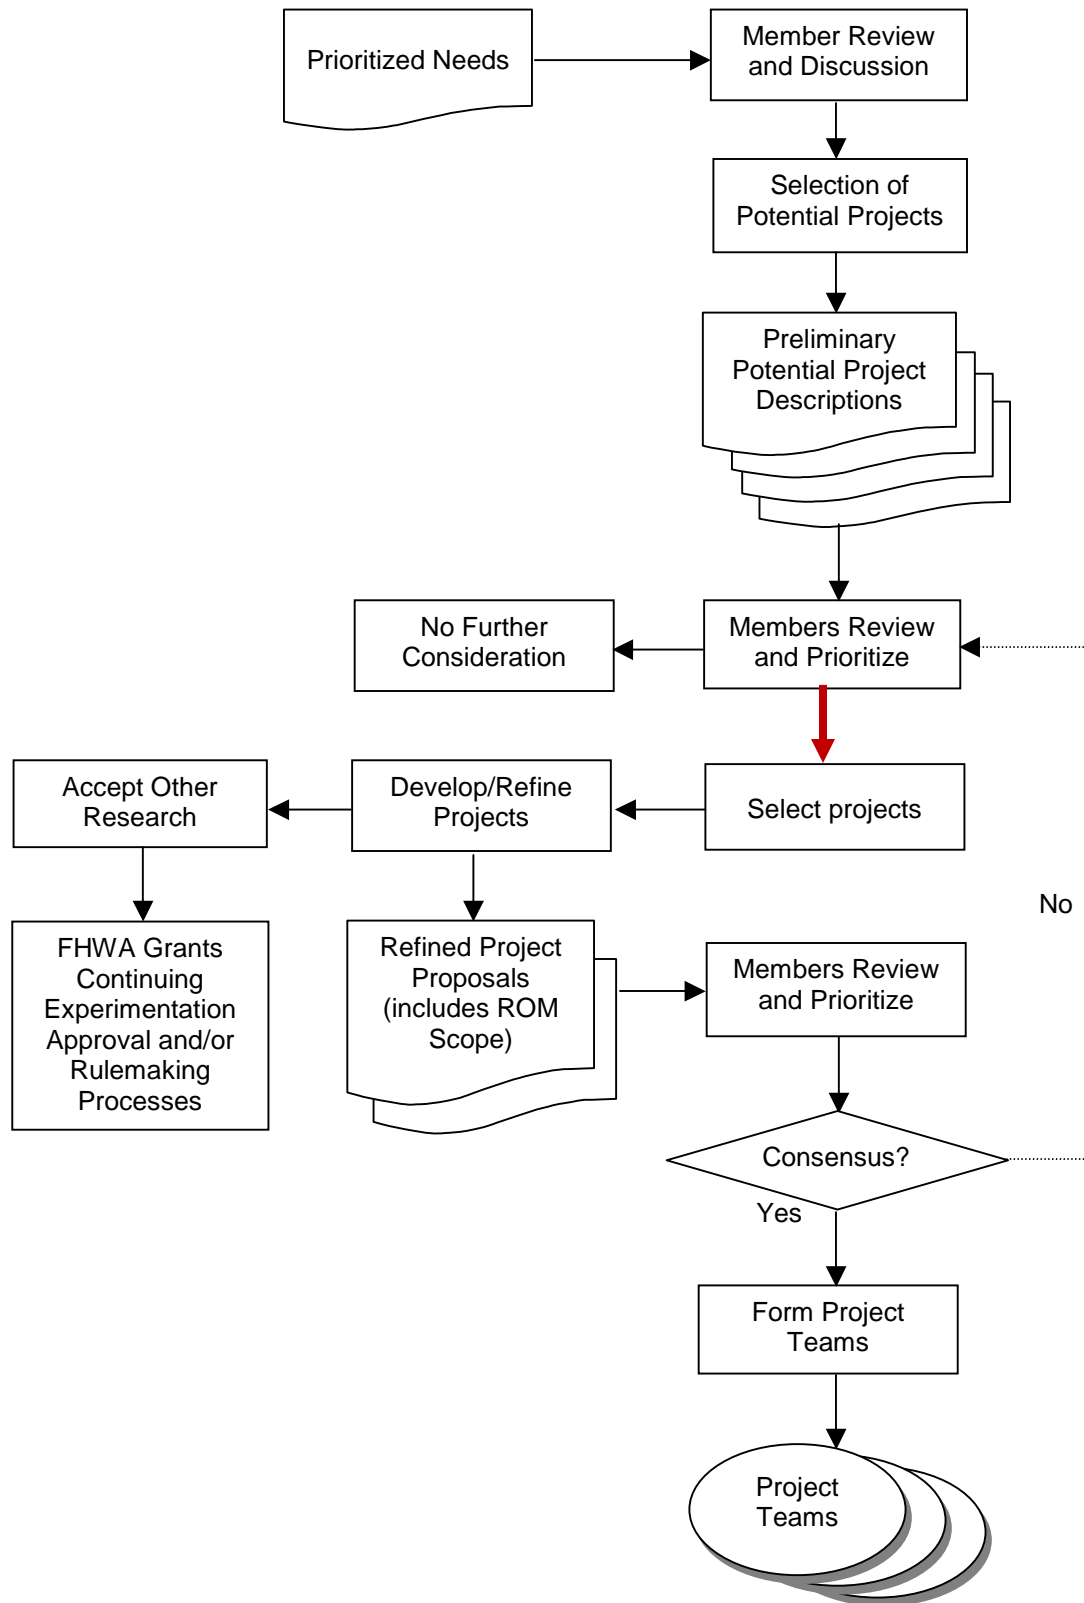 Prioritized Needs
Member Review
and Discussion
Selection of
Potential Projects
Preliminary
Potential Project
Descriptions
No Further
Consideration
Members Review
and Prioritize
Accept Other
Research
Develop/Refine
Projects
Select projects
No
FHWA Grants
Continuing
Experimentation
Approval and/or
Rulemaking
Processes
Refined Project
Proposals
(includes ROM
Scope)
Members Review
and Prioritize
Consensus?
Yes
Form Project
Teams
Project
Teams